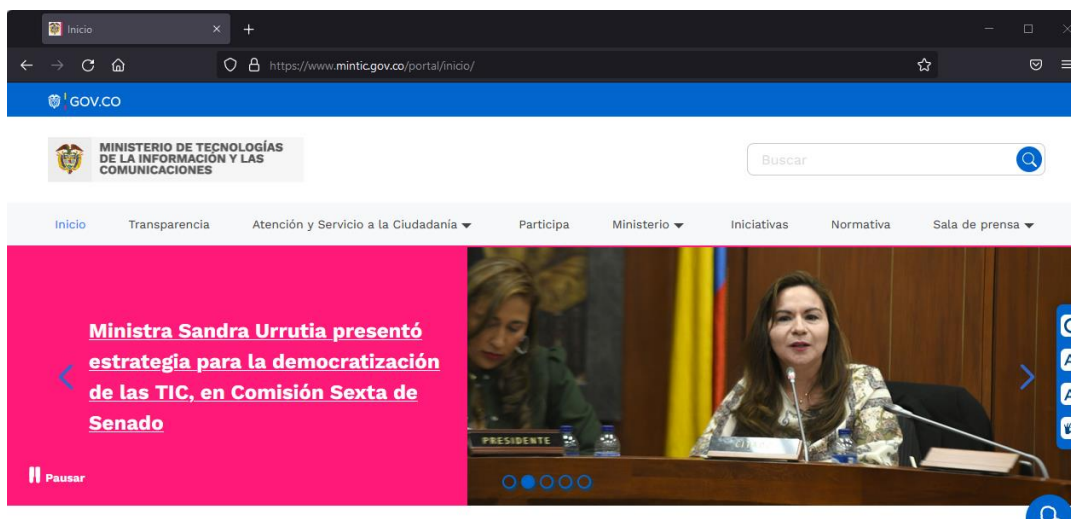 Inicio
https://www.mintic.gov.co/portal/inicio/
GOV.CO
MINISTERIO DE TECNOLOGÍAS
DE LA INFORMACIÓN Y LAS
COMUNICACIONES
Buscar
Inicio Transparencia Atención y Servicio a la Ciudadanía Participa Ministerio Iniciativas Normativa Sala de prensa
Ministra Sandra Urrutia presentó
estrategia para la democratización
de las TIC, en Comisión Sexta de
Senado
PRESIDENTE
Pausar